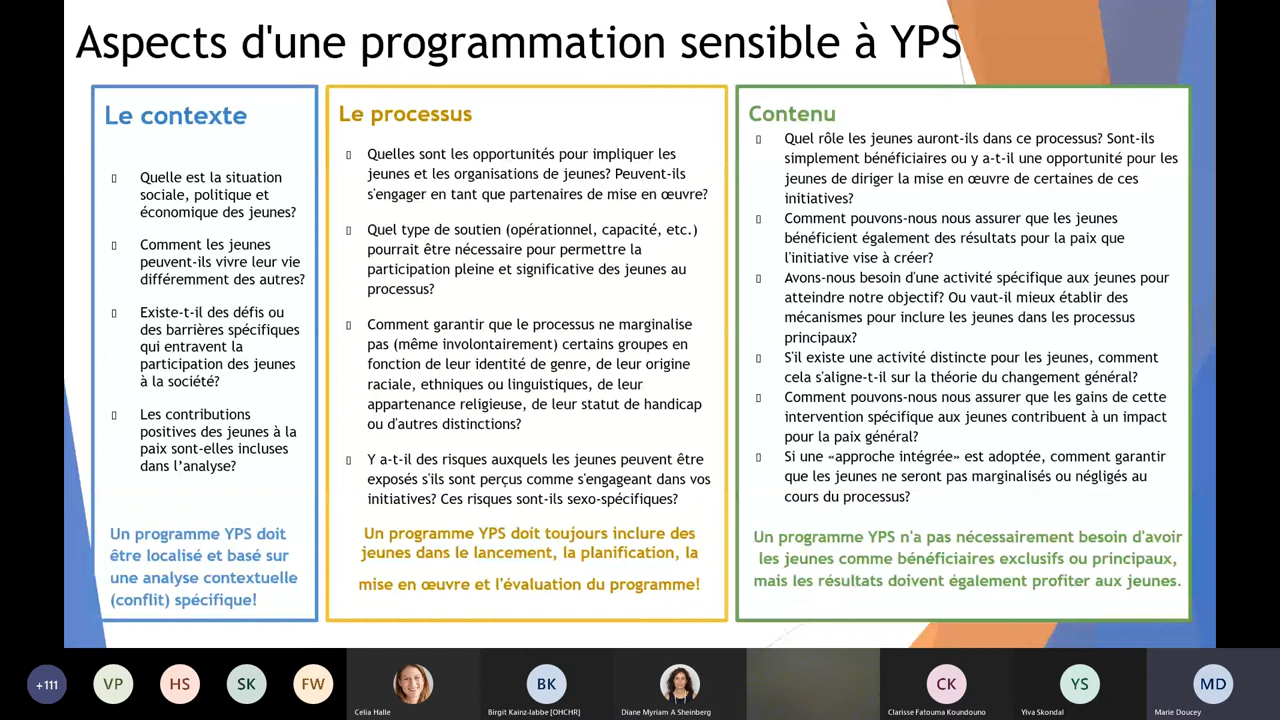 Aspects d'une programmation sensible à YPS
Le contexte
Quelle est la situation
sociale, politique et
économique des jeunes?
Comment les jeunes
peuvent-ils vivre leur vie
différemment des autres?
Existe-t-il des défis ou
des barrières spécifiques
qui entravent la
participation des jeunes
à la société?
Les contributions
positives des jeunes à la
paix sont-elles incluses
dans l'analyse?
Un programme YPS doit
être localisé et basé sur
une analyse contextuelle
(conflit) spécifique!
Le processus
Quelles sont les opportunités pour impliquer les
jeunes et les organisations de jeunes? Peuvent-ils
s'engager en tant que partenaires de mise en œuvre?
Quel type de soutien (opérationnel, capacité, etc.)
pourrait être nécessaire pour permettre la
participation pleine et significative des jeunes au
processus?
Comment garantir que le processus ne marginalise
pas (même involontairement) certains groupes en
fonction de leur identité de genre, de leur origine
raciale, ethniques ou linguistiques, de leur
appartenance religieuse, de leur statut de handicap
ou d'autres distinctions?
Y a-t-il des risques auxquels les jeunes peuvent être
exposés s'ils sont perçus comme s'engageant dans vos
initiatives? Ces risques sont-ils sexo-spécifiques?
Un programme YPS doit toujours inclure des
jeunes dans le lancement, la planification, la
mise en œuvre et l'évaluation du programme!
Contenu
Quel rôle les jeunes auront-ils dans ce processus? Sont-ils
simplement bénéficiaires ou y a-t-il une opportunité pour les
jeunes de diriger la mise en œuvre de certaines de ces
initiatives?
Comment pouvons-nous nous assurer que les jeunes
bénéficient également des résultats pour la paix que
l'initiative vise à créer?
Avons-nous besoin d'une activité spécifique aux jeunes pour
atteindre notre objectif? Ou vaut-il mieux établir des
mécanismes pour inclure les jeunes dans les processus
principaux?
S'il existe une activité distincte pour les jeunes, comment
cela s'aligne-t-il sur la théorie du changement général?
Comment pouvons-nous nous assurer que les gains de cette
intervention spécifique aux jeunes contribuent à un impact
pour la paix général?
Si une «approche intégrée» est adoptée, comment garantir
que les jeunes ne seront pas marginalisés ou négligés au
cours du processus?
Un programme YPS n'a pas nécessairement besoin d'avoir
les jeunes comme bénéficiaires exclusifs ou principaux,
mais les résultats doivent également profiter aux jeunes.
+111
VP
HS
SK
FW
Celia Halle
BK
Birgit Kainz-labbe [OHCHR]
Diane Myriam A Sheinberg
CK
Clarisse Fatouma Koundouno
YS
Ylva Skondal
MD
Marie Doucey